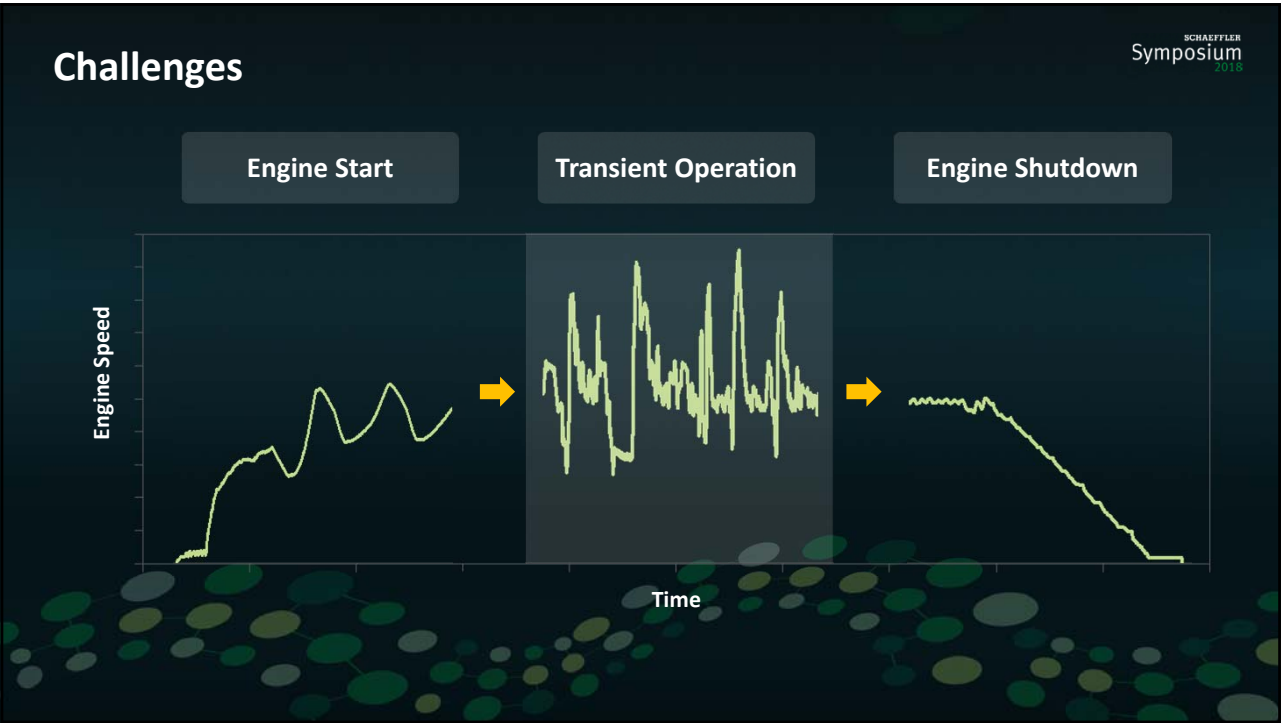 Challenges
SCHAEFFLER
Symposium
2018
Engine Start
Transient Operation
Engine Shutdown
Engine Speed
Time